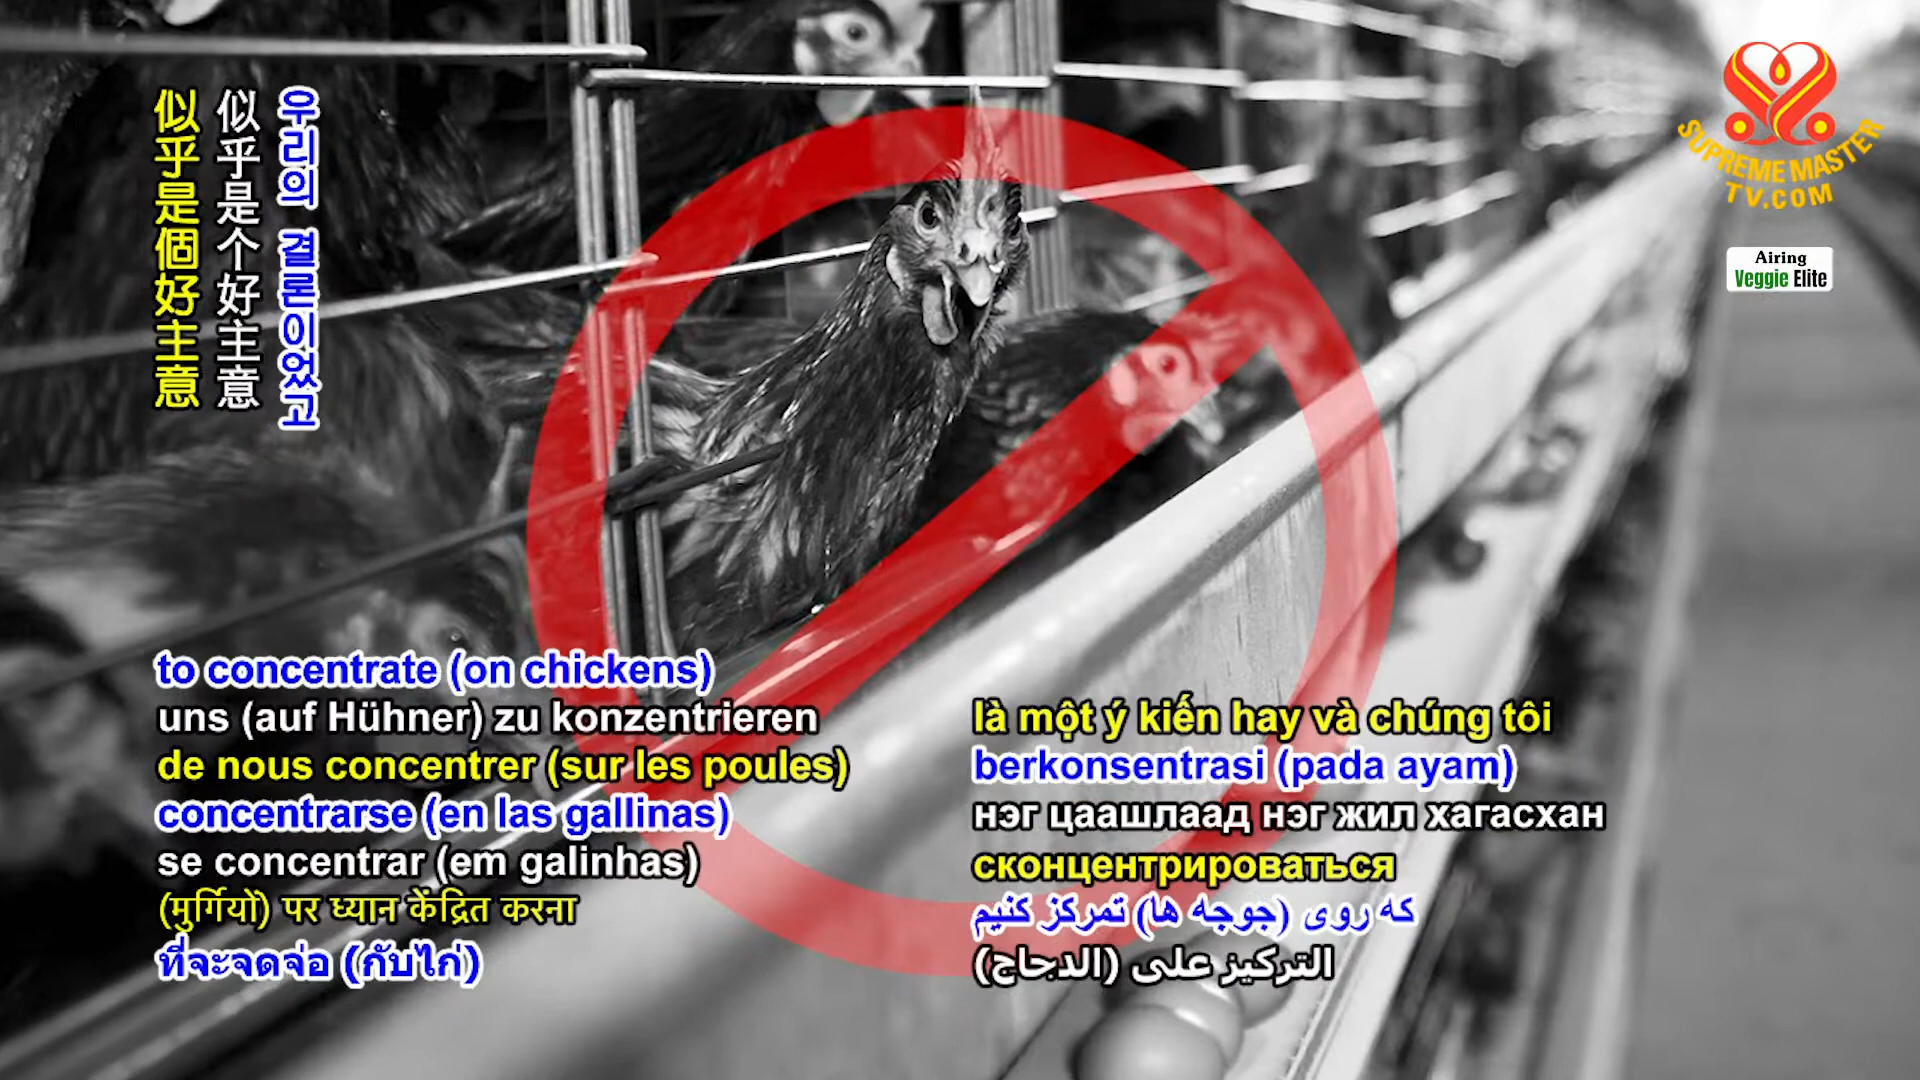 우리의 결론이었고
似乎是个好主意
似乎是個好主意
SUPREME MASTER
TV.COM
Airing
Veggie Elite
to concentrate (on chickens)
uns (auf Hühner) zu konzentrieren
de nous concentrer (sur les poules)
concentrarse (en las gallinas)
se concentrar (em galinhas)
(मुर्गियों) पर ध्यान केंद्रित करना
ที่จะจดจ่อ (กับไก่)
là một ý kiến hay và chúng tôi
berkonsentrasi (pada ayam)
нэг цаашлаад нэг жил хагасхан
сконцентрироваться
که روی (جوجه ها) تمرکز کنیم
التركيز على (الدجاج)